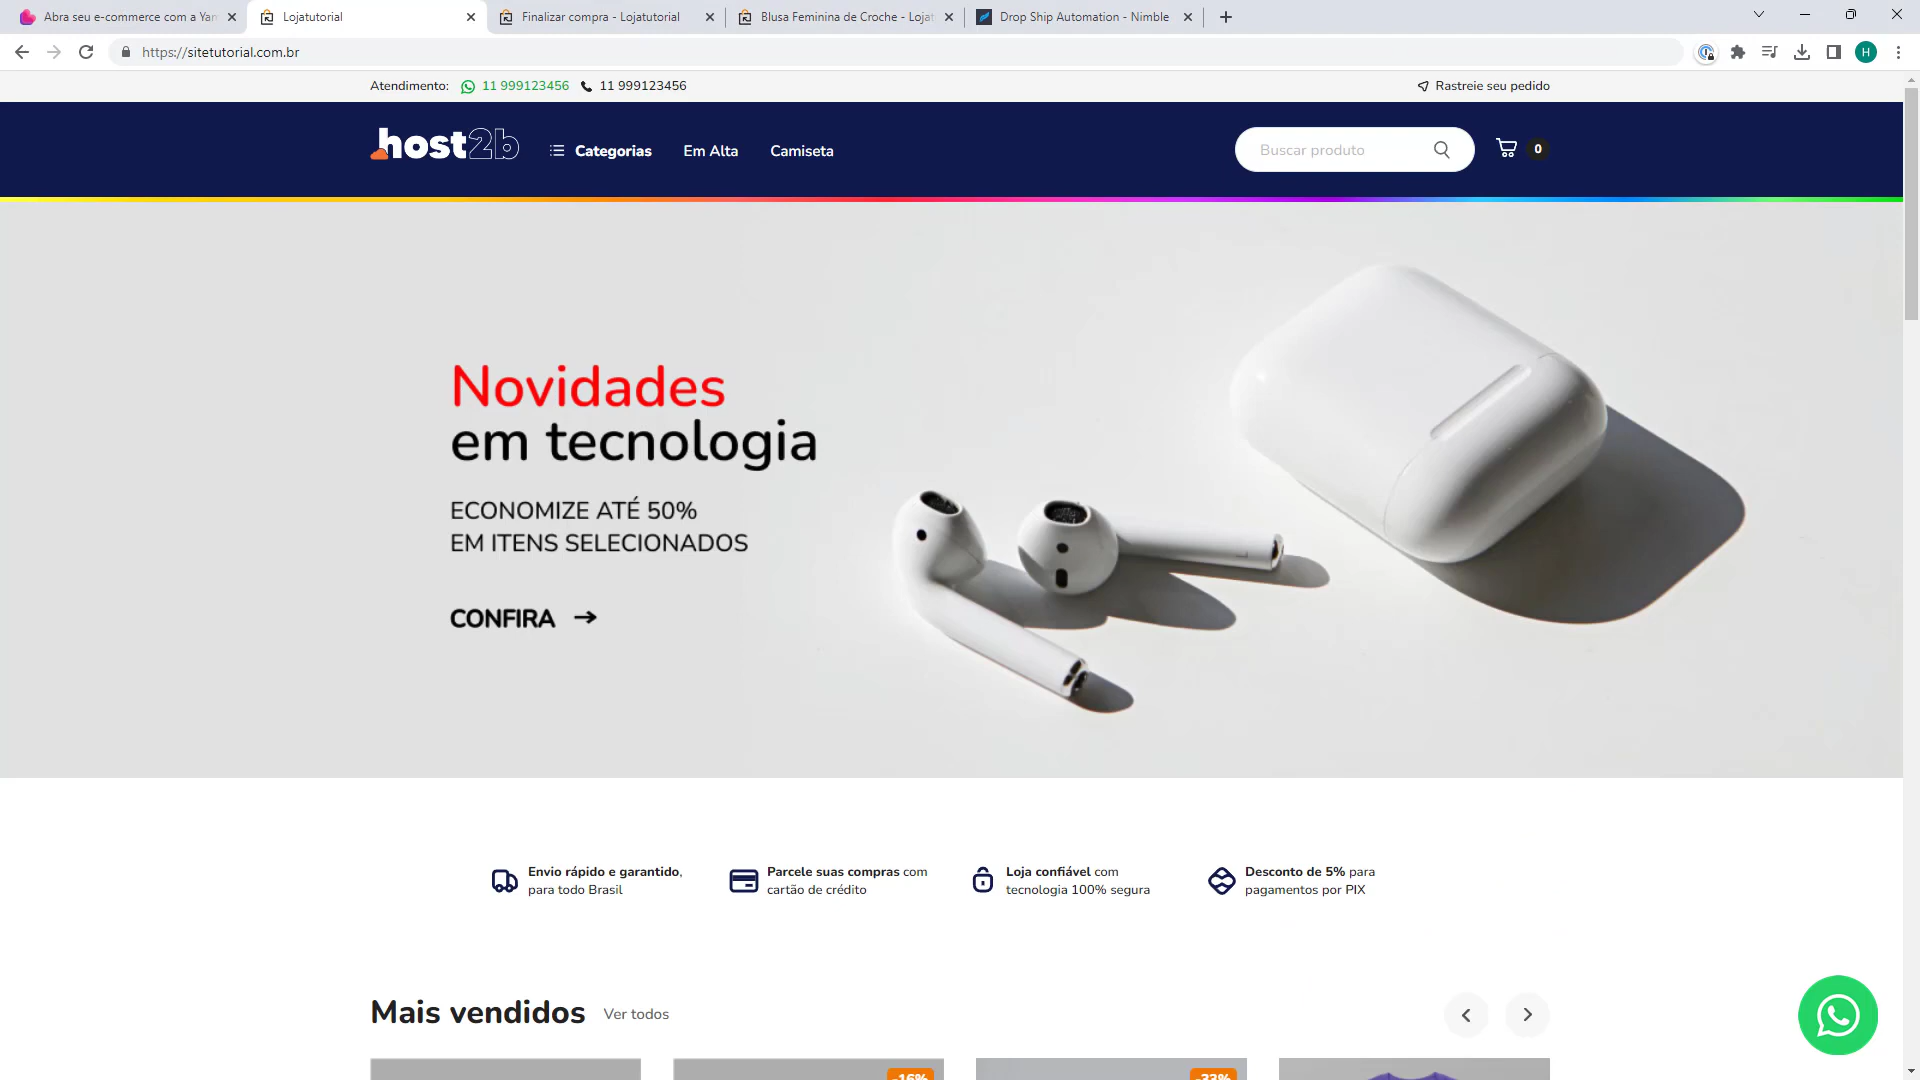 Abra seu e-commerce com a Yan
Lojatutorial
Finalizar compra - Lojatutorial
Blusa Feminina de Croche - Lojat
Drop Ship Automation - Nimble
https://sitetutorial.com.br
H
Atendimento: 11 999123456 11 999123456
Rastreie seu pedido
host2b
Categorias
Em Alta
Camiseta
Buscar produto
0
Novidades
em tecnologia
ECONOMIZE ATÉ 50%
EM ITENS SELECIONADOS
CONFIRA
Envio rápido e garantido,
para todo Brasil
Parcele suas compras com
cartão de crédito
Loja confiável com
tecnologia 100% segura
Desconto de 5% para
pagamentos por PIX
Mais vendidos
Ver todos
-16%
-33%